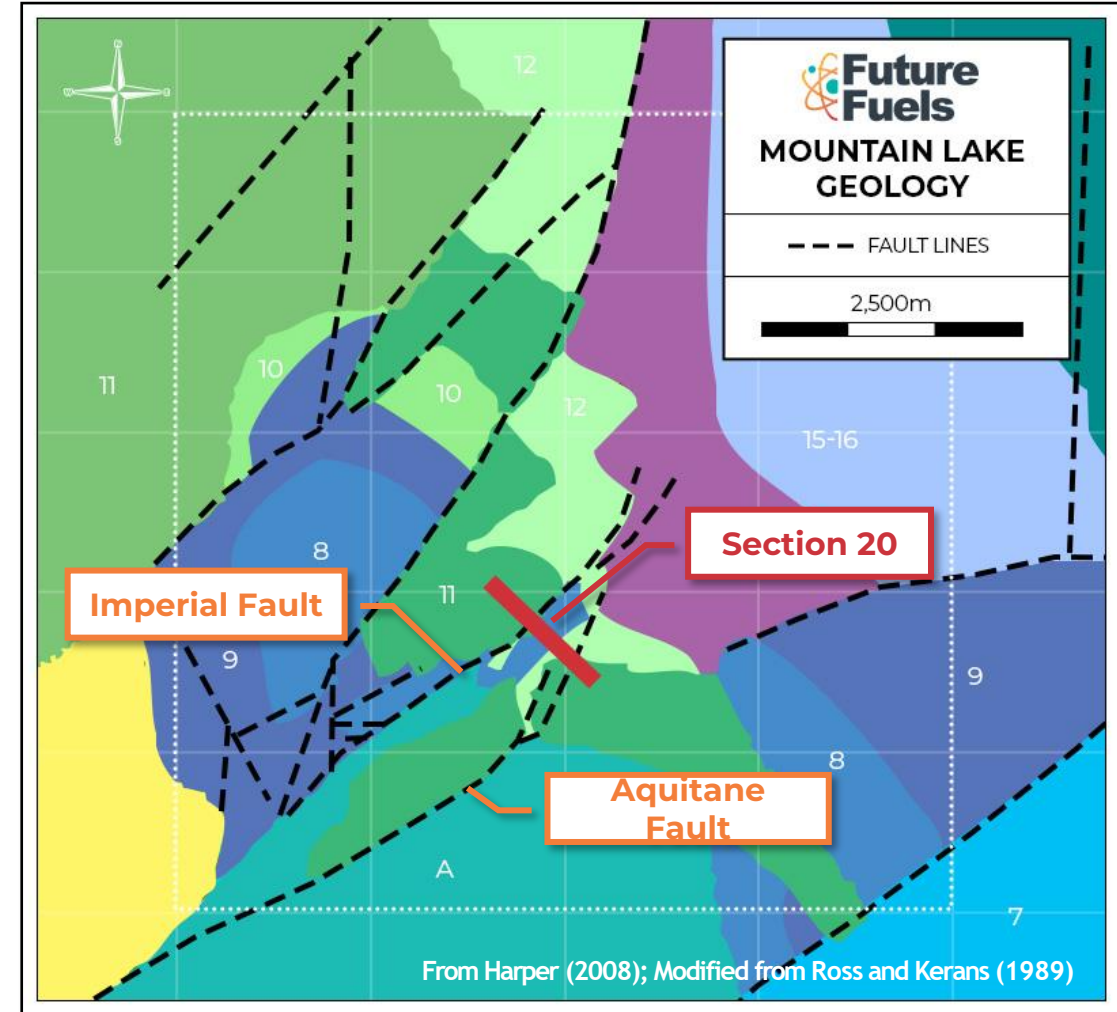 N
W
E
S
12
Future
Fuels
MOUNTAIN LAKE
GEOLOGY
FAULT LINES
2,500m
10
11
10
12
15-16
8
Section 20
Imperial Fault
11
9
9
8
Aquitane
Fault
A
7
From Harper (2008); Modified from Ross and Kerans (1989)